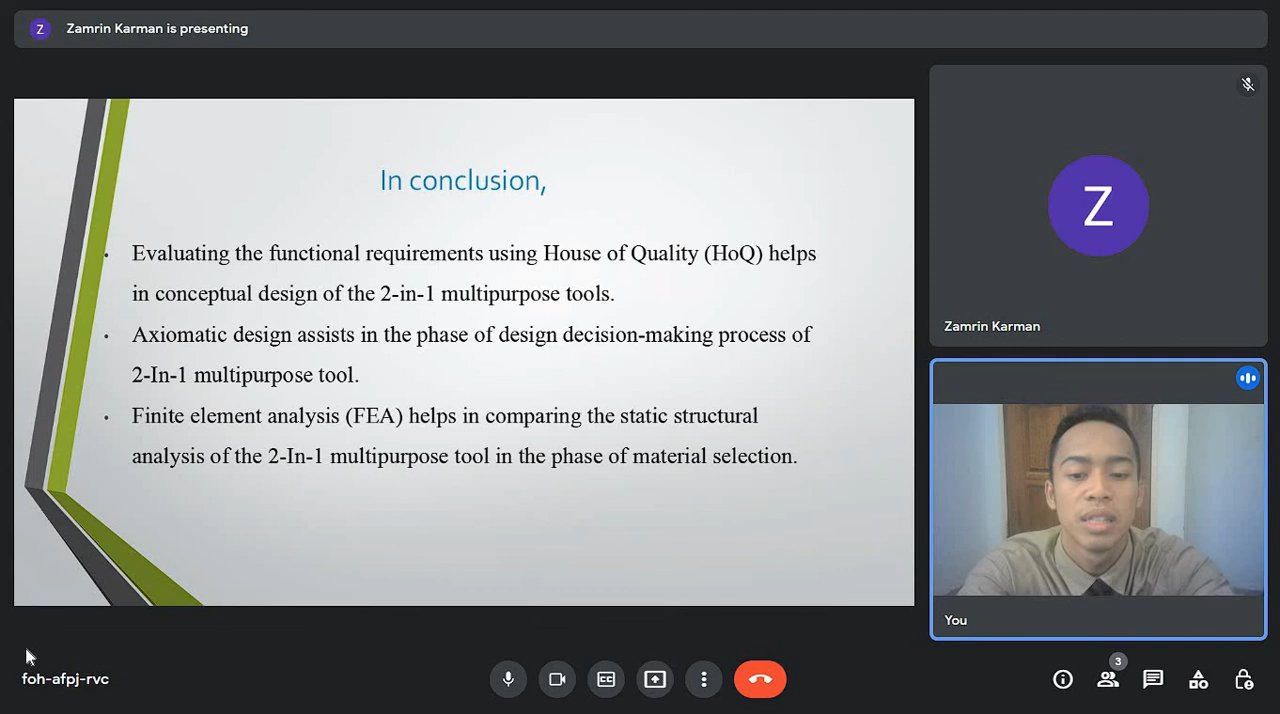 Z
Zamrin Karman is presenting
In conclusion,
• Evaluating the functional requirements using House of Quality (HoQ) helps
in conceptual design of the 2-in-1 multipurpose tools.
• Axiomatic design assists in the phase of design decision-making process of
2-In-1 multipurpose tool.
• Finite element analysis (FEA) helps in comparing the static structural
analysis of the 2-In-1 multipurpose tool in the phase of material selection.
Z
Zamrin Karman
You
foh-afpj-rvc
CC
3